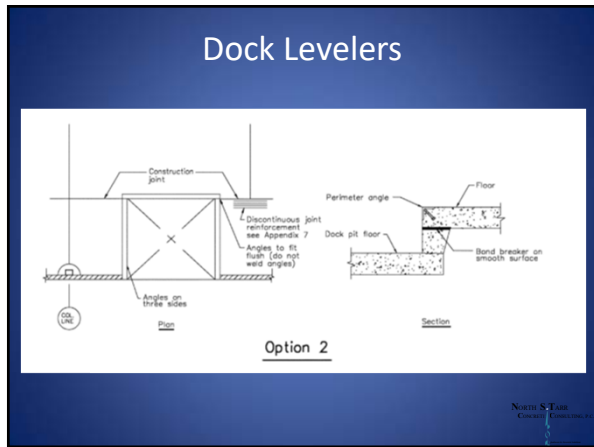 Dock Levelers
Construction
joint
Discontinuous joint
reinforcement
see Appendix 7
Angles to fit
flush (do not
weld angles)
Angles on
three sides
COL.
LINE
Plan
Perimeter angle
Floor
Dock pit floor
Bond breaker on
smooth surface
Section
Option 2
NORTH S. TARR
CONCRETE CONSULTING, P.C.